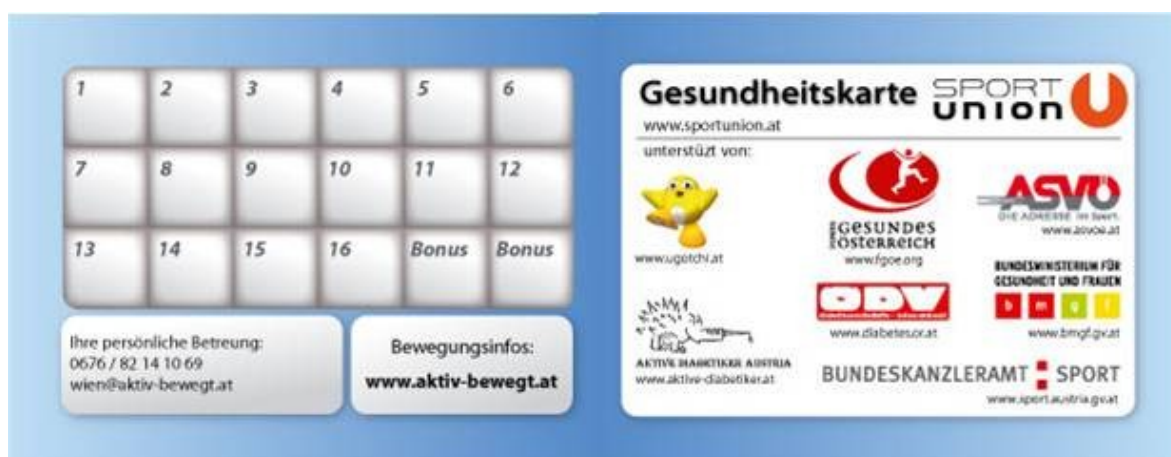 1 2 3 4 5 6
7 8 9 10 11 12
13 14 15 16 Bonus Bonus
Ihre persönliche Betreung:
0676 / 82 14 10 69
wien@aktiv-bewegt.at
Bewegungsinfos:
www.aktiv-bewegt.at
Gesundheitskarte SPORT
UNION
www.sportunion.at
unterstüzt von:
www.ugotchi.at
FONDS GESUNDES
ÖSTERREICH
www.fgoe.org
ASVÖ
DIE ADRESSE im Sport.
www.asvoe.at
BUNDESMINISTERIUM FÜR
GESUNDHEIT UND FRAUEN
b m g f
www.bmgf.gv.at
ODV
www.diabetes.or.at
AKTIVE DIABETIKER AUSTRIA
www.aktive-diabetiker.at
BUNDESKANZLERAMT SPORT
www.sport.austria.gv.at